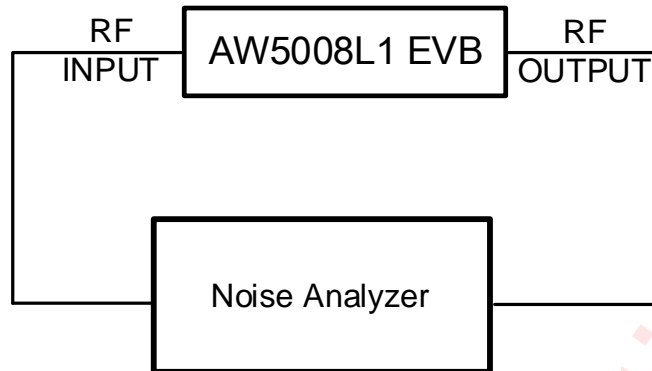 RF
INPUT
AW5008L1 EVB
RF
OUTPUT
Noise Analyzer